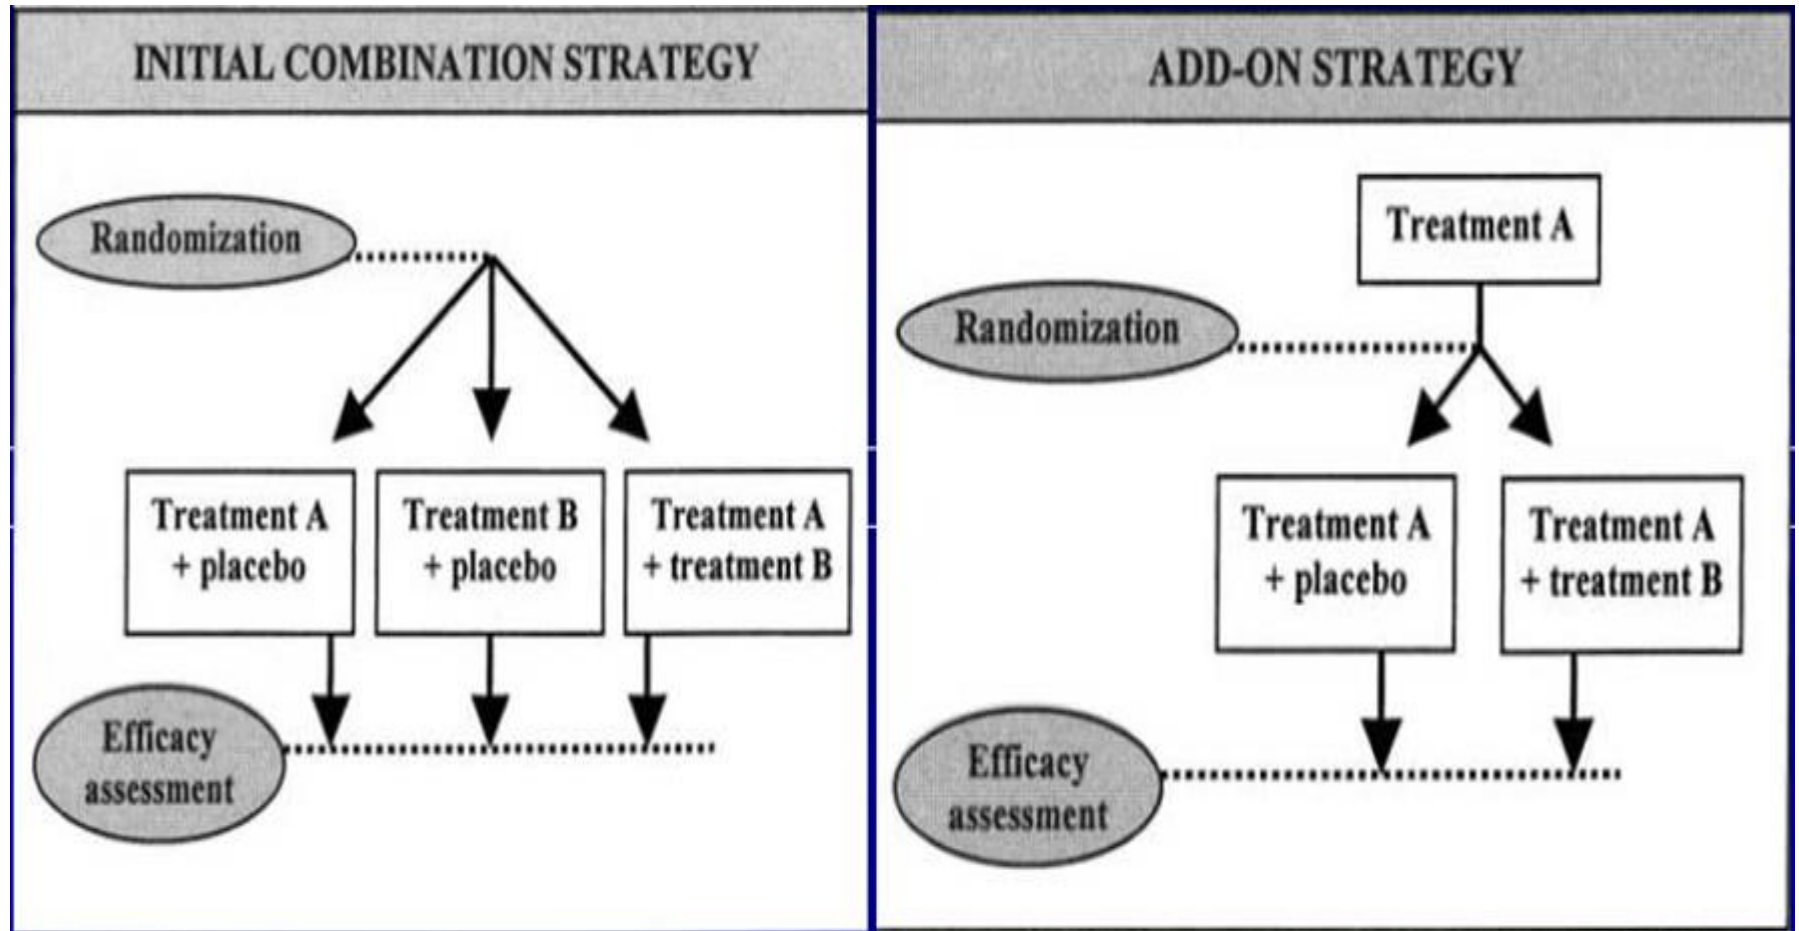 INITIAL COMBINATION STRATEGY
Randomization
Treatment A
+ placebo
Treatment B
+ placebo
Treatment A
+ treatment B
Efficacy
assessment
ADD-ON STRATEGY
Treatment A
Randomization
Treatment A
+ placebo
Treatment A
+ treatment B
Efficacy
assessment